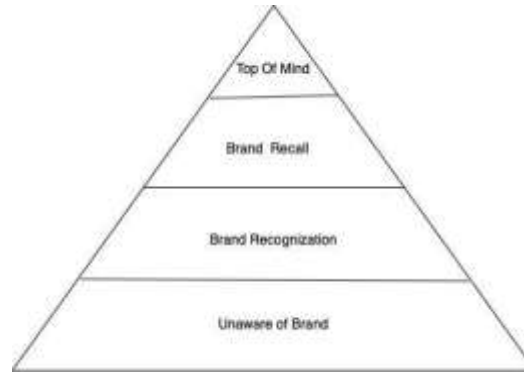 Top Of Mind
Brand Recall
Brand Recognization
Unaware of Brand